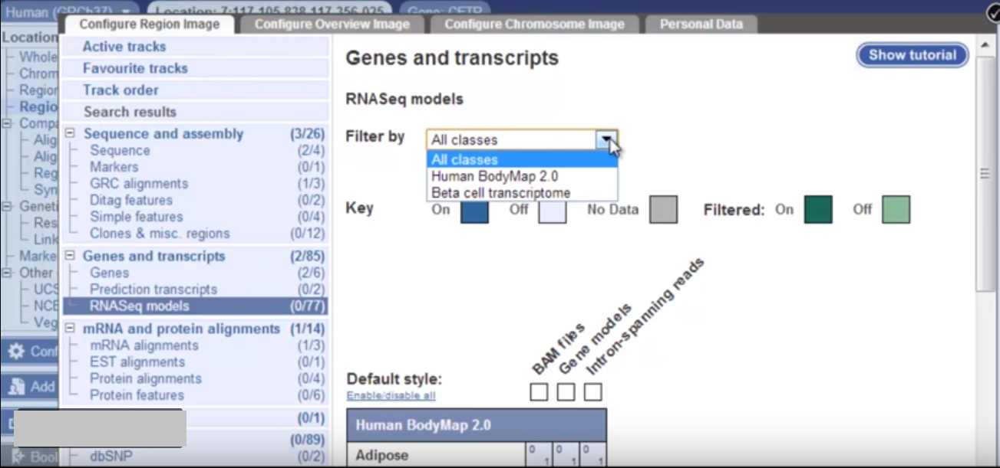 Human (GRCh37)
Location: 7:117,105,838-117,356,025
Gene: CFTR
Configure Region Image
Configure Overview Image
Configure Chromosome Image
Personal Data
Location
Whole
Chrom
Region
Regio
Compa
Alig
Alig
Reg
Syn
Geneti
Res
Link
Marke
Other
UCS
NCE
Veg
Conf
Add
Bool
Active tracks
Favourite tracks
Track order
Search results
Sequence and assembly (3/26)
Sequence (2/4)
Markers (0/1)
GRC alignments (1/3)
Ditag features (0/2)
Simple features (0/4)
Clones & misc. regions (0/12)
Genes and transcripts (2/85)
Genes (2/6)
Prediction transcripts (0/2)
RNASeq models (0/77)
mRNA and protein alignments (1/14)
mRNA alignments (1/3)
EST alignments (0/1)
Protein alignments (0/4)
Protein features (0/6)
(0/1)
(0/89)
dbSNP (0/2)
Genes and transcripts
Show tutorial
RNASeq models
Filter by
All classes
All classes
Human BodyMap 2.0
Beta cell transcriptome
Key On Off No Data Filtered: On Off
BAM files
Gene models
Intron-spanning reads
Default style:
Enable/disable all
Human BodyMap 2.0
Adipose 0 1 0 1 0 1